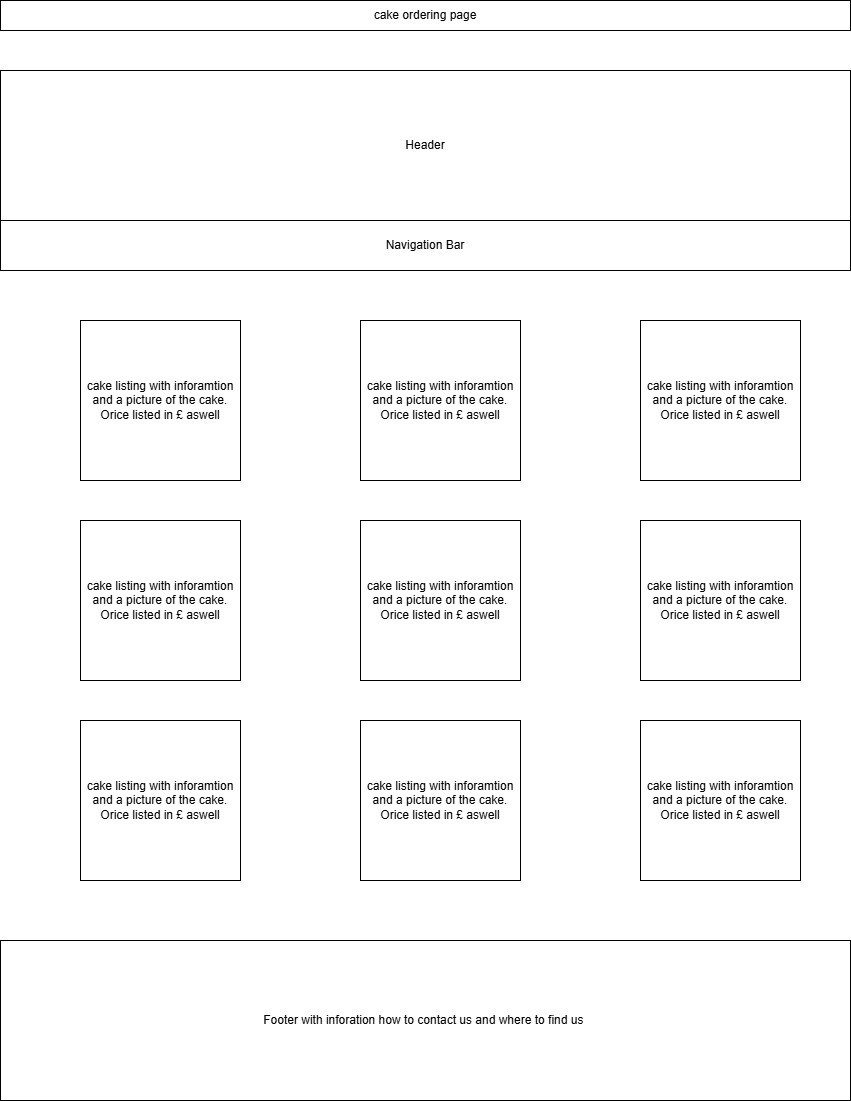 cake ordering page
Header
Navigation Bar
cake listing with inforamtion
and a picture of the cake.
Orice listed in £ aswell
cake listing with inforamtion
and a picture of the cake.
Orice listed in £ aswell
cake listing with inforamtion
and a picture of the cake.
Orice listed in £ aswell
cake listing with inforamtion
and a picture of the cake.
Orice listed in £ aswell
cake listing with inforamtion
and a picture of the cake.
Orice listed in £ aswell
cake listing with inforamtion
and a picture of the cake.
Orice listed in £ aswell
cake listing with inforamtion
and a picture of the cake.
Orice listed in £ aswell
cake listing with inforamtion
and a picture of the cake.
Orice listed in £ aswell
cake listing with inforamtion
and a picture of the cake.
Orice listed in £ aswell
Footer with inforation how to contact us and where to find us